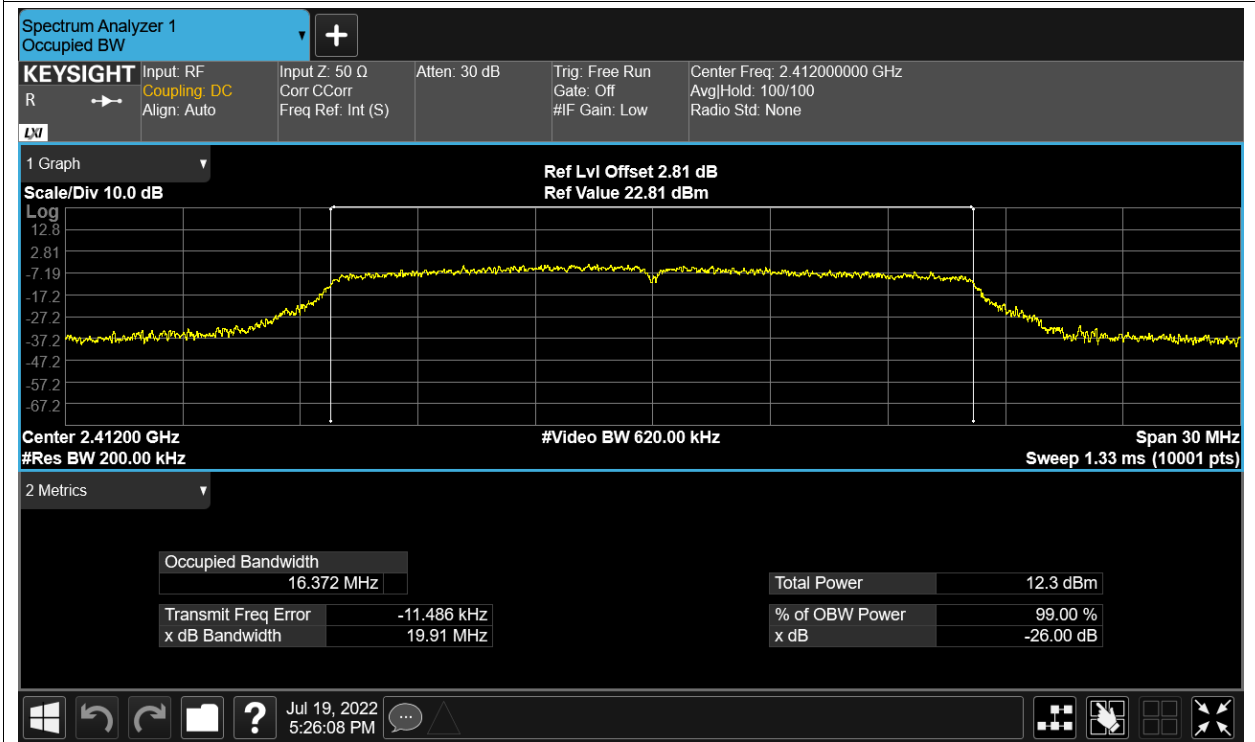 Spectrum Analyzer 1
Occupied BW
KEYSIGHT
R
LXI
Input: RF
Coupling: DC
Align: Auto
Input Z: 50 Ω
Corr CCorr
Freq Ref: Int (S)
Atten: 30 dB
Trig: Free Run
Gate: Off
#IF Gain: Low
Center Freq: 2.412000000 GHz
Avg|Hold: 100/100
Radio Std: None
1 Graph
Scale/Div 10.0 dB
Ref Lvl Offset 2.81 dB
Ref Value 22.81 dBm
Log
12.8
2.81
-7.19
-17.2
-27.2
-37.2
-47.2
-57.2
-67.2
Center 2.41200 GHz
#Res BW 200.00 kHz
#Video BW 620.00 kHz
Span 30 MHz
Sweep 1.33 ms (10001 pts)
2 Metrics
Occupied Bandwidth
16.372 MHz
Transmit Freq Error -11.486 kHz
x dB Bandwidth 19.91 MHz
Total Power 12.3 dBm
% of OBW Power 99.00 %
x dB -26.00 dB
?
Jul 19, 2022
5:26:08 PM